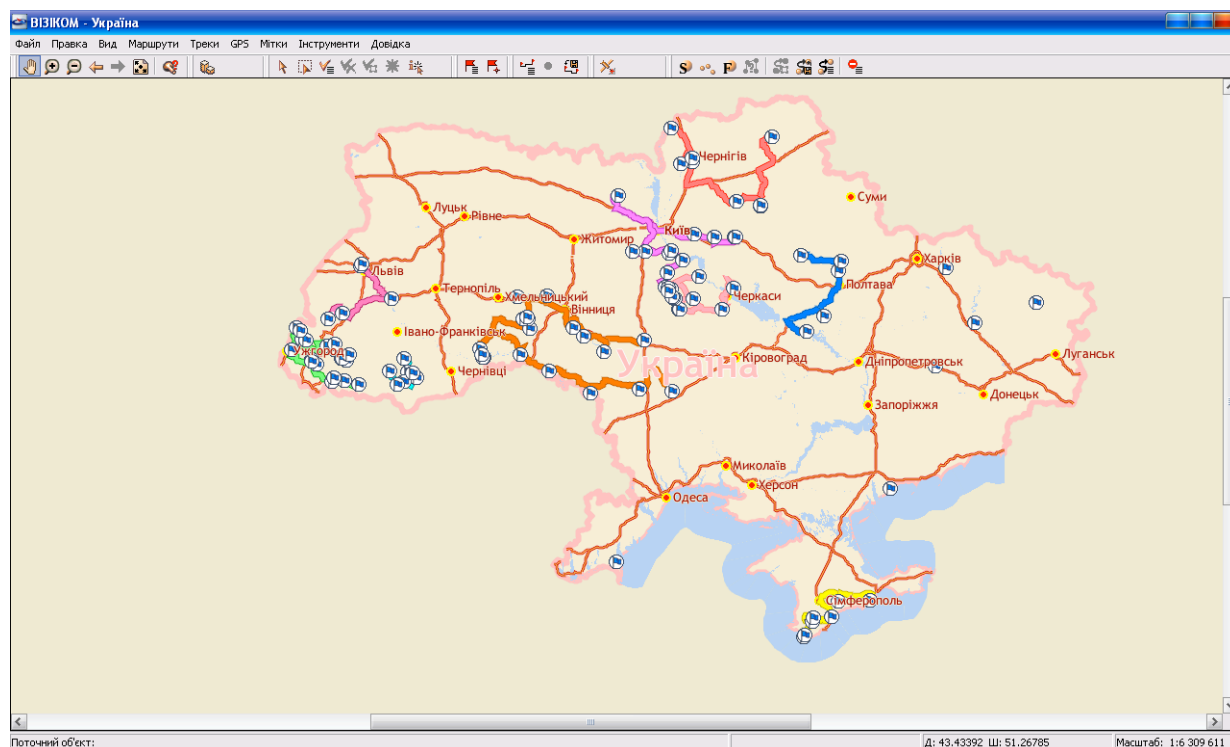 ВІЗІКОМ - Україна
Файл Правка Вид Маршрути Треки GPS Мітки Інструменти Довідка
Чернігів
Суми
Луцьк
Рівне
Київ
Житомир
Харків
Львів
Тернопіль
Хмельницький
Вінниця
Черкаси
Полтава
Івано-Франківськ
Ужгород
Чернівці
Україна
Кіровоград
Дніпропетровськ
Луганськ
Донецьк
Запоріжжя
Миколаїв
Херсон
Одеса
Сімферополь
Поточний об'єкт: Д: 43.43392 Ш: 51.26785 Масштаб: 1:6 309 611